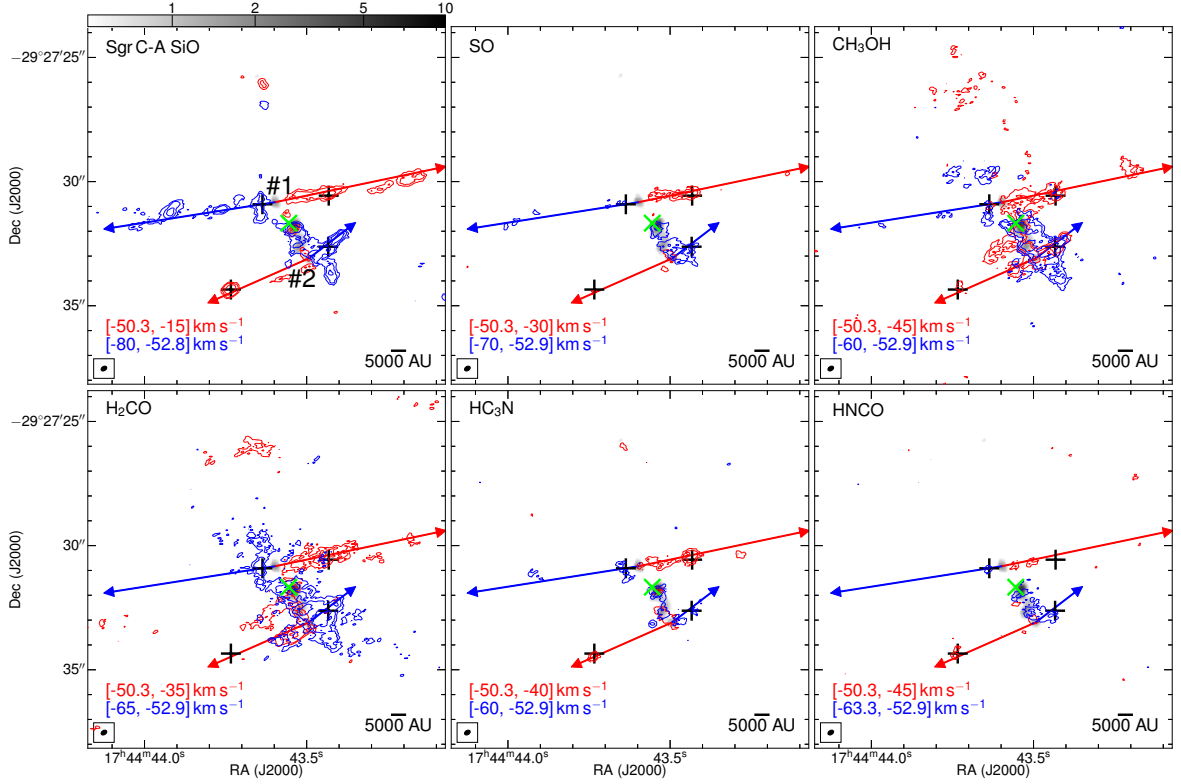 1 2 5 10
Sgr C-A SiO SO CH₃OH
−29°27′25″
30″
35″
Dec (J2000)
#1
#2
[-50.3, -15] km s⁻¹ [-50.3, -30] km s⁻¹ [-50.3, -45] km s⁻¹
[-80, -52.8] km s⁻¹ [-70, -52.9] km s⁻¹ [-60, -52.9] km s⁻¹
5000 AU 5000 AU 5000 AU
H₂CO HC₃N HNCO
−29°27′25″
30″
35″
Dec (J2000)
[-50.3, -35] km s⁻¹ [-50.3, -40] km s⁻¹ [-50.3, -45] km s⁻¹
[-65, -52.9] km s⁻¹ [-60, -52.9] km s⁻¹ [-63.3, -52.9] km s⁻¹
5000 AU 5000 AU 5000 AU
17ʰ44ᵐ44.0ˢ 43.5ˢ 17ʰ44ᵐ44.0ˢ 43.5ˢ 17ʰ44ᵐ44.0ˢ 43.5ˢ
RA (J2000) RA (J2000) RA (J2000)